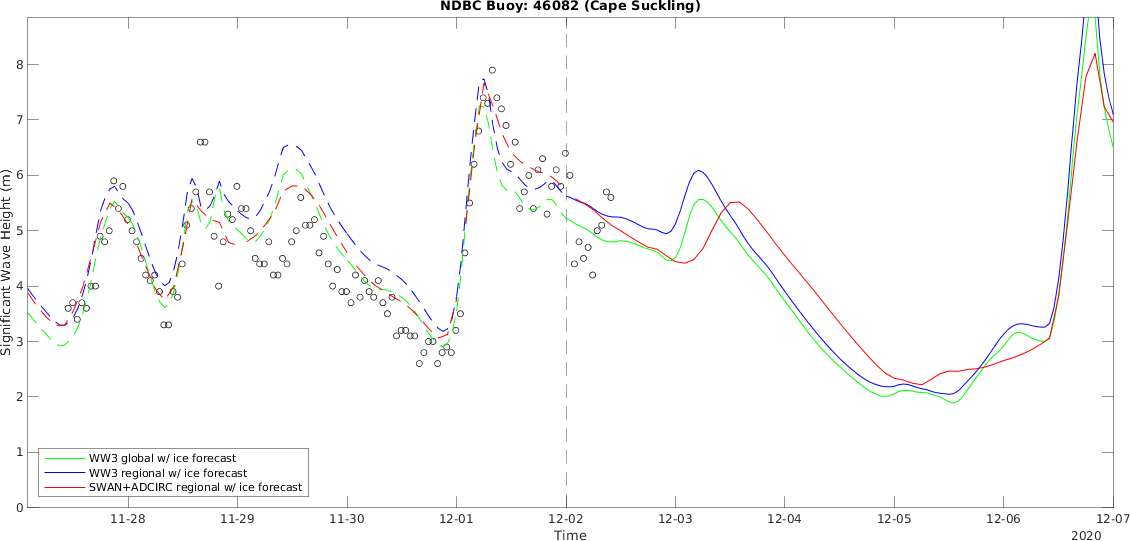 NDBC Buoy: 46082 (Cape Suckling)
Significant Wave Height (m)
8
7
6
5
4
3
2
1
0
WW3 global w/ ice forecast
WW3 regional w/ ice forecast
SWAN+ADCIRC regional w/ ice forecast
11-28 11-29 11-30 12-01 12-02 12-03 12-04 12-05 12-06 12-07
Time
2020